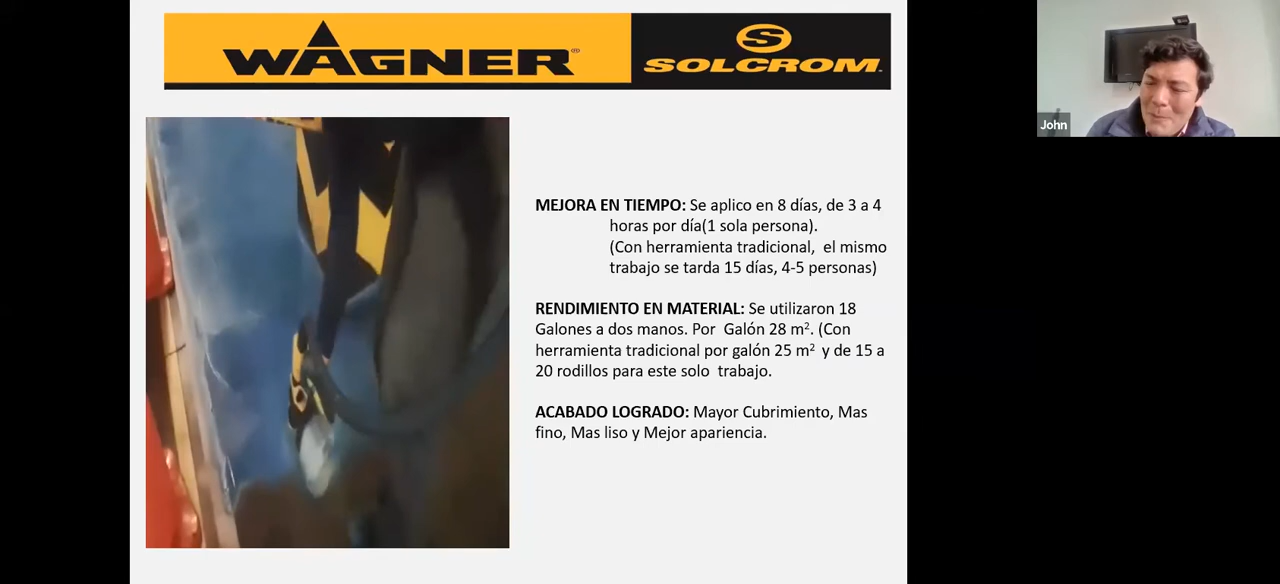 WAGNER®
SOLCROM
John
MEJORA EN TIEMPO: Se aplico en 8 días, de 3 a 4
horas por día(1 sola persona).
(Con herramienta tradicional, el mismo
trabajo se tarda 15 días, 4-5 personas)
RENDIMIENTO EN MATERIAL: Se utilizaron 18
Galones a dos manos. Por Galón 28 m². (Con
herramienta tradicional por galón 25 m² y de 15 a
20 rodillos para este solo trabajo.
ACABADO LOGRADO: Mayor Cubrimiento, Mas
fino, Mas liso y Mejor apariencia.